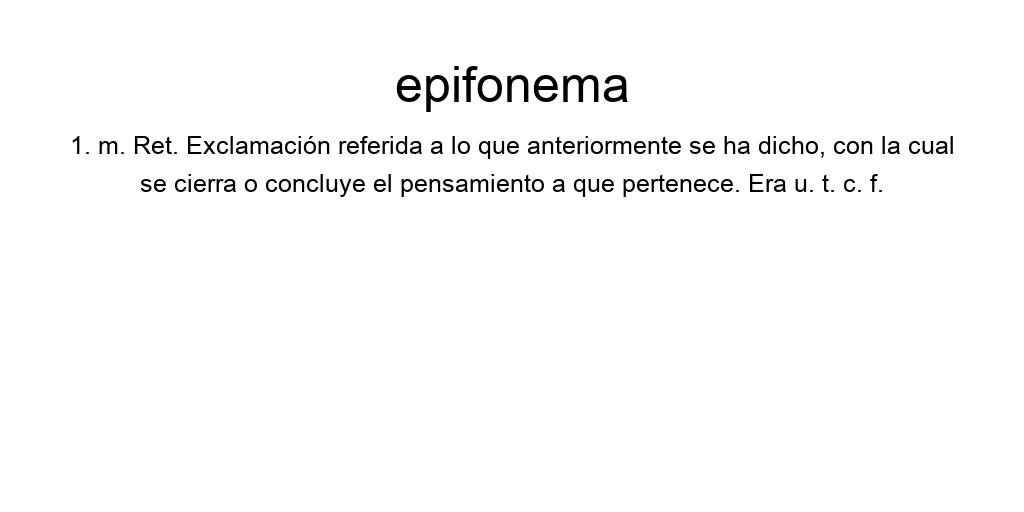 epifonema
1. m. Ret. Exclamación referida a lo que anteriormente se ha dicho, con la cual
se cierra o concluye el pensamiento a que pertenece. Era u. t. c. f.